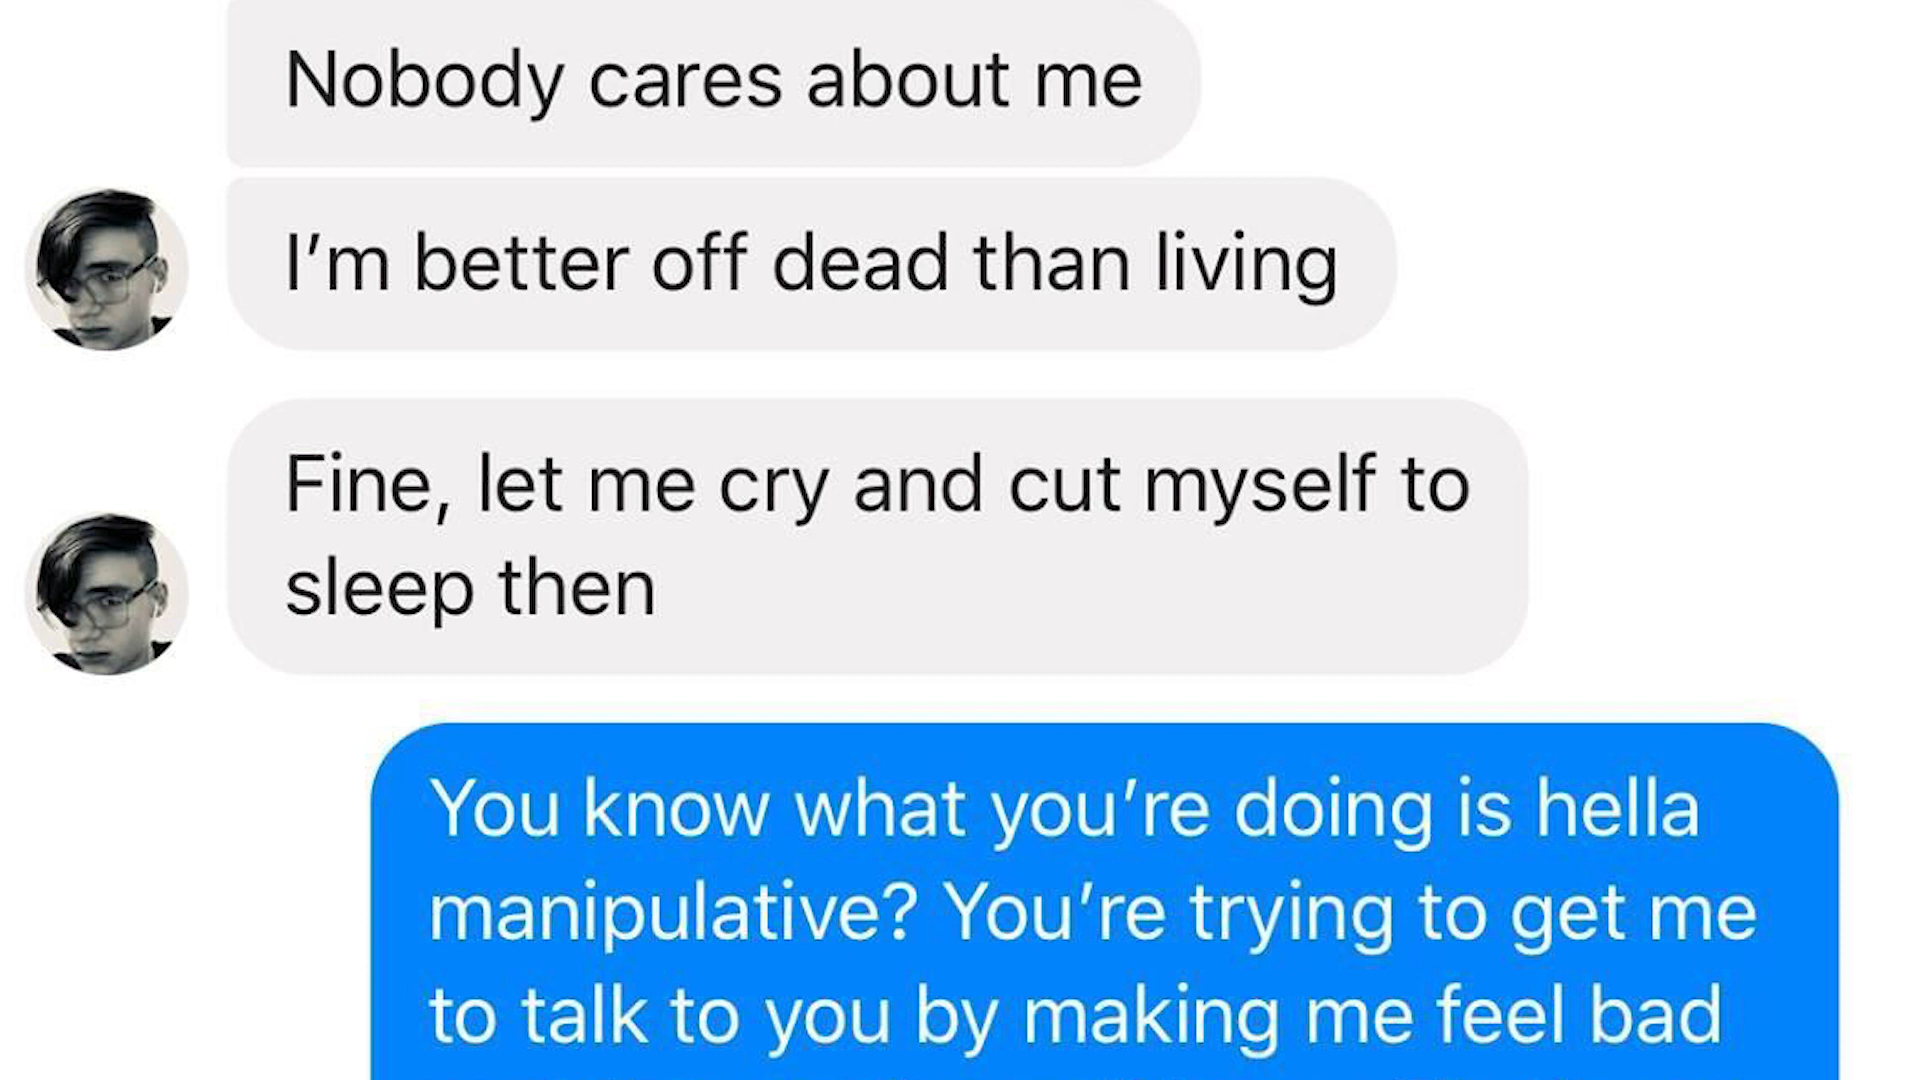 Nobody cares about me
I’m better off dead than living
Fine, let me cry and cut myself to
sleep then
You know what you’re doing is hella
manipulative? You’re trying to get me
to talk to you by making me feel bad